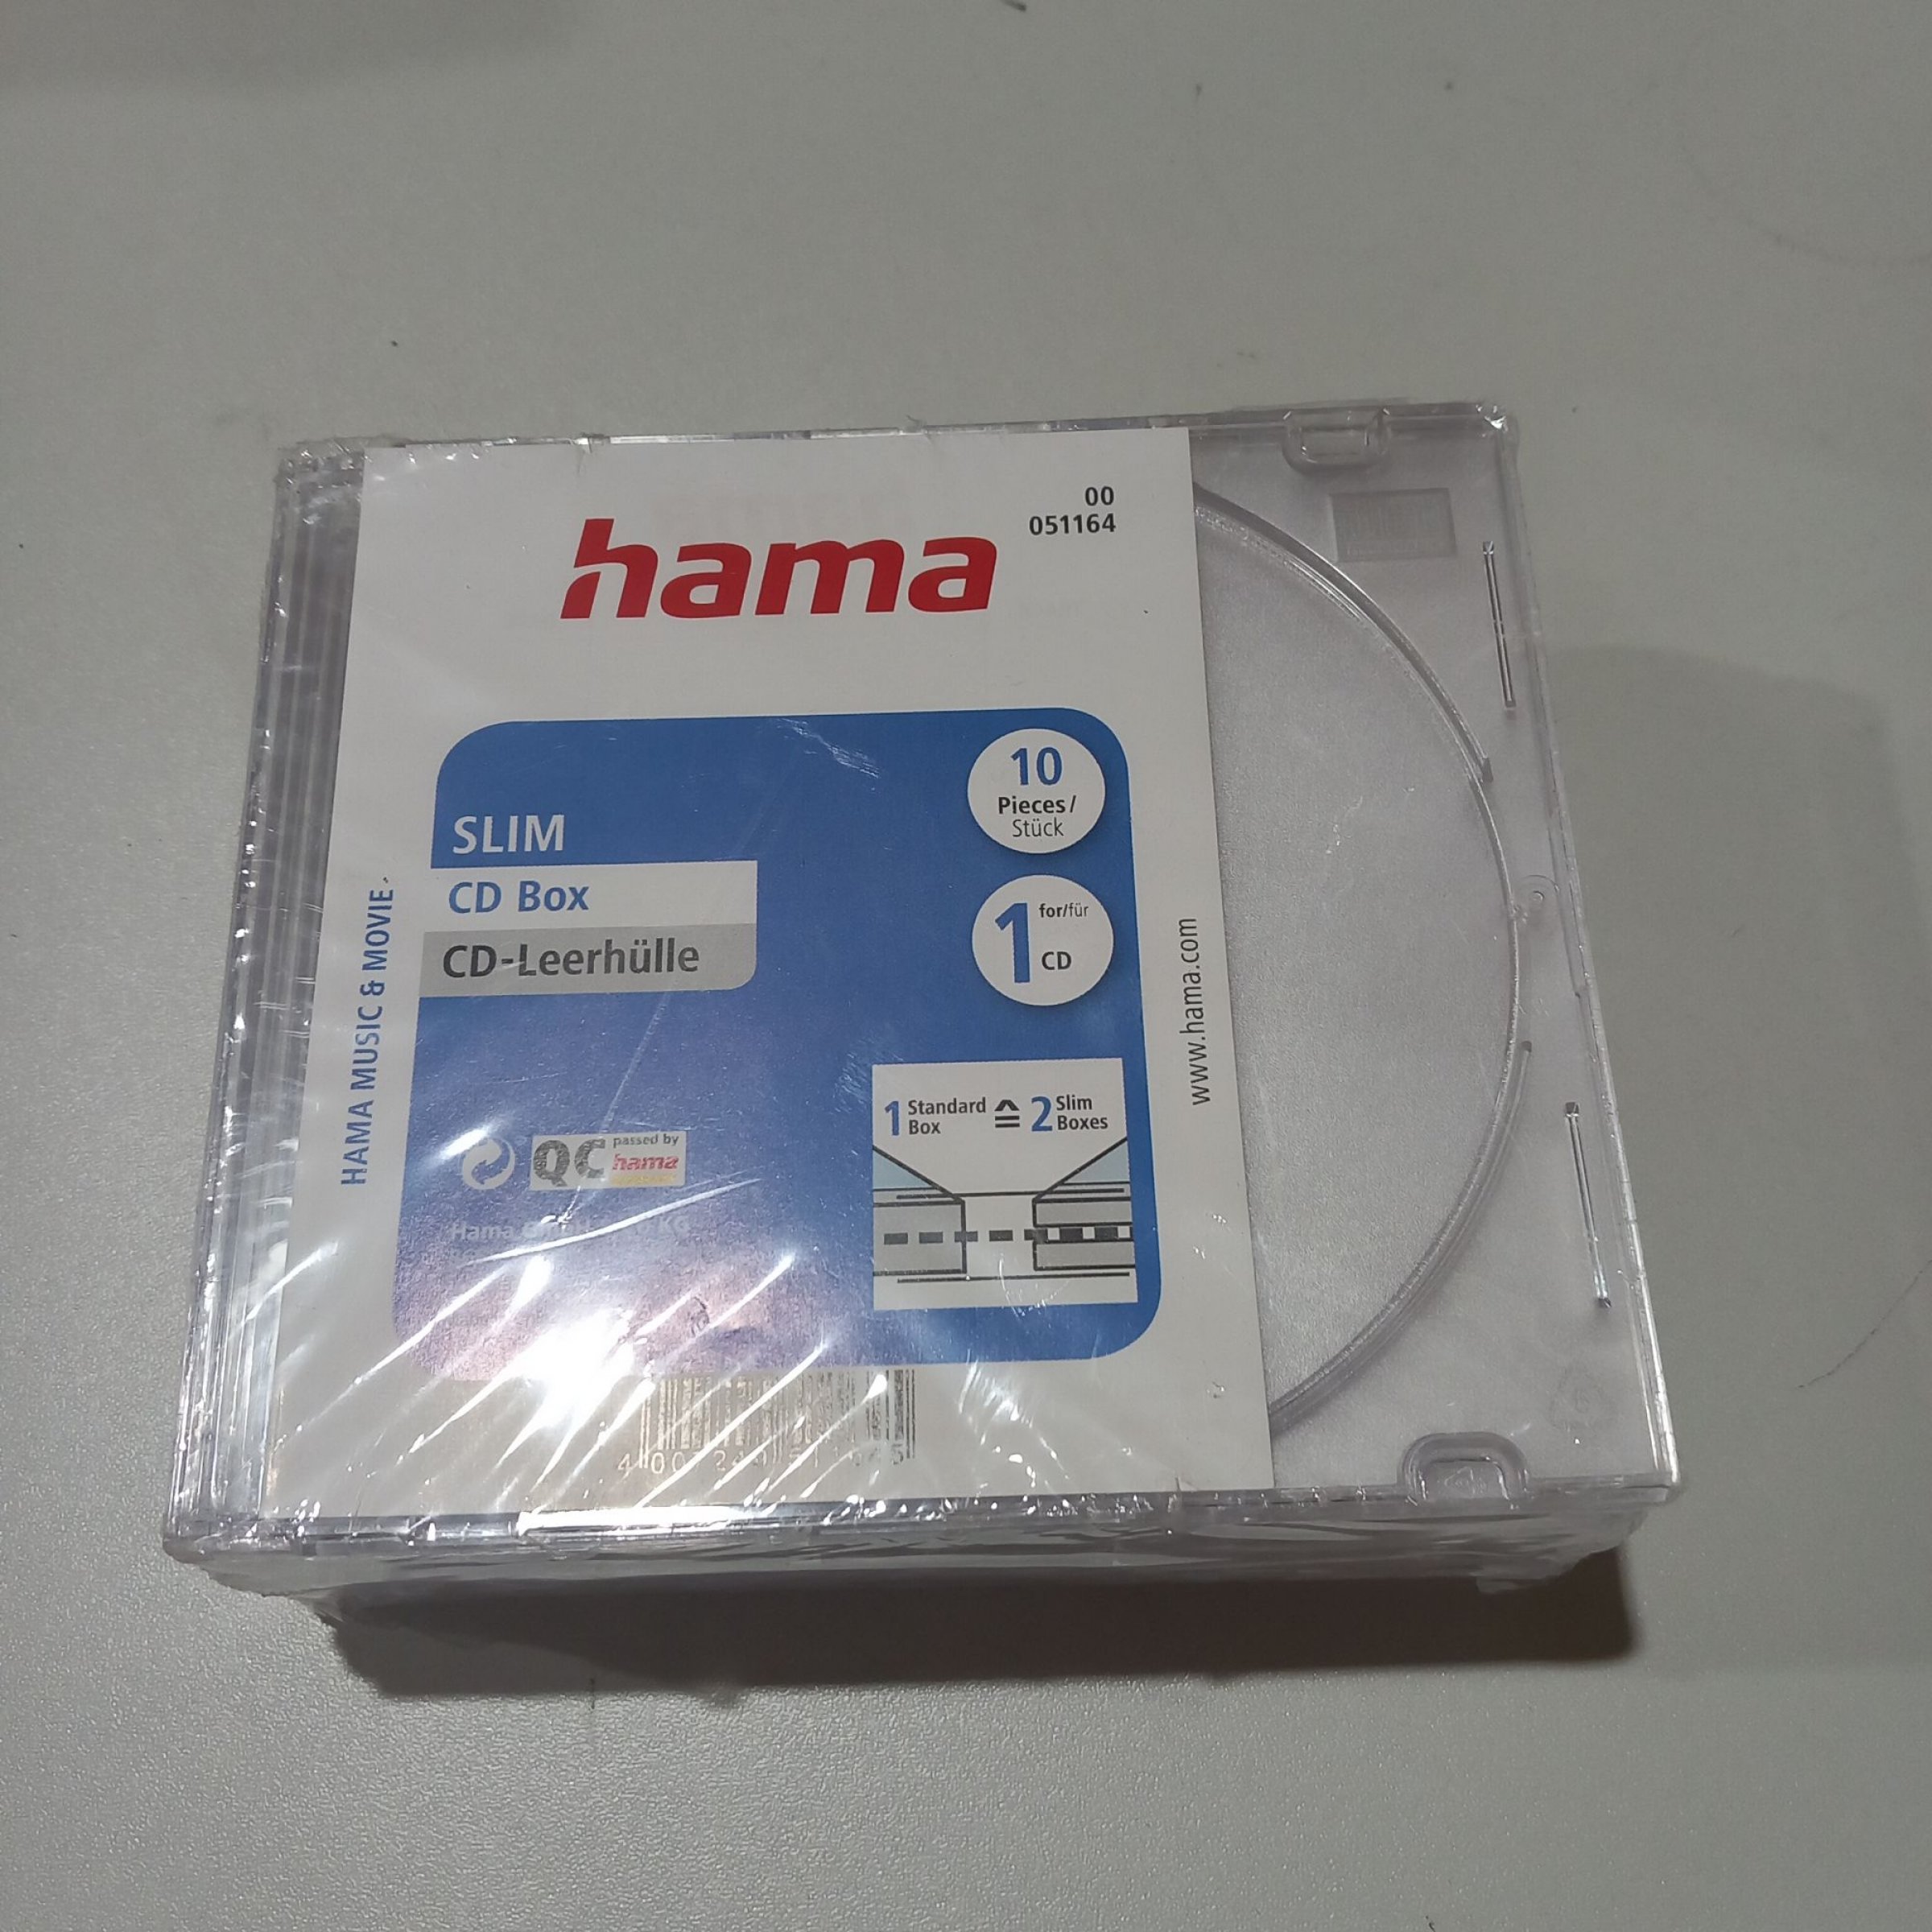 hama
00
051164
10
Pieces/
Stück
SLIM
CD Box
CD-Leerhülle
1 for/für
CD
HAMA MUSIC & MOVIE
www.hama.com
1 Standard Box ≙ 2 Slim Boxes
QC passed by
hama
Hama